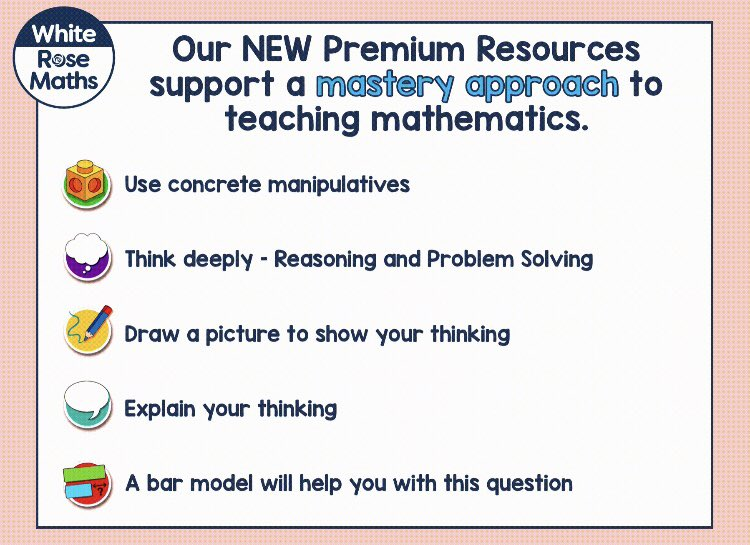 White
Rose
Maths
Our NEW Premium Resources
support a mastery approach to
teaching mathematics.
Use concrete manipulatives
Think deeply - Reasoning and Problem Solving
Draw a picture to show your thinking
Explain your thinking
?
A bar model will help you with this question